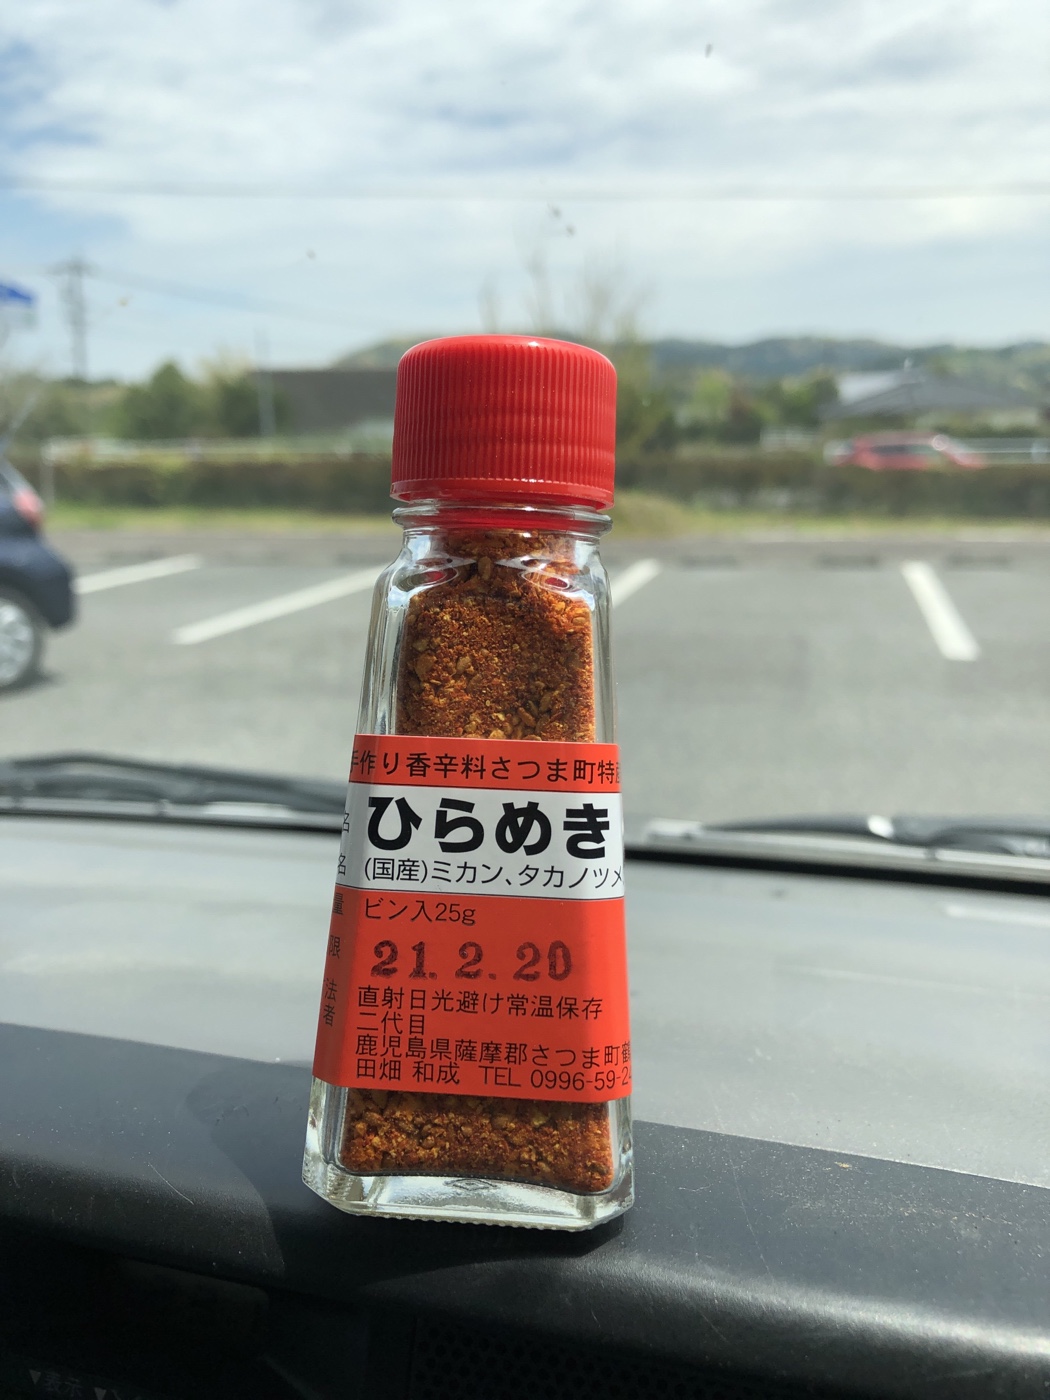 手作り香辛料さつま町特産
名 ひらめき
名 (国産)ミカン、タカノツメ
量 ビン入25g
限 21.2.20
法 直射日光避け常温保存
者 二代目
鹿児島県薩摩郡さつま町
田畑 和成 TEL 0996-59-2